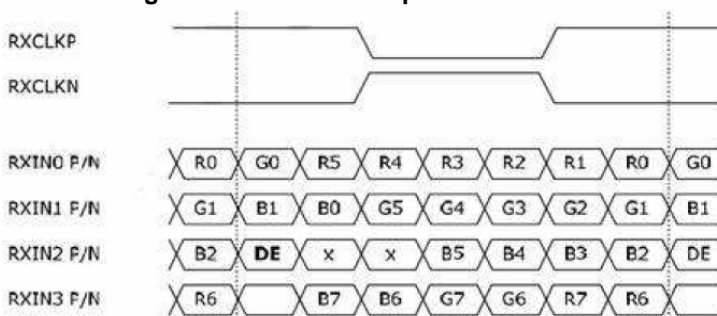 RXCLKP
RXCLKN
RXIN0 P/N R0 G0 R5 R4 R3 R2 R1 R0 G0
RXIN1 P/N G1 B1 B0 G5 G4 G3 G2 G1 B1
RXIN2 P/N B2 DE x x B5 B4 B3 B2 DE
RXIN3 P/N R6 B7 B6 G7 G6 R7 R6